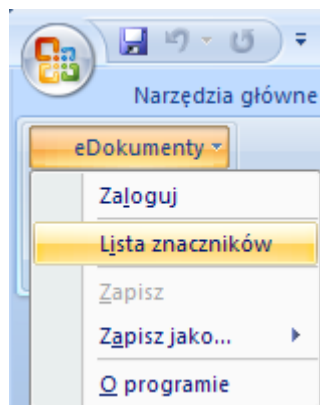 Narzędzia główne
eDokumenty
Zaloguj
Lista znaczników
Zapisz
Zapisz jako...
O programie